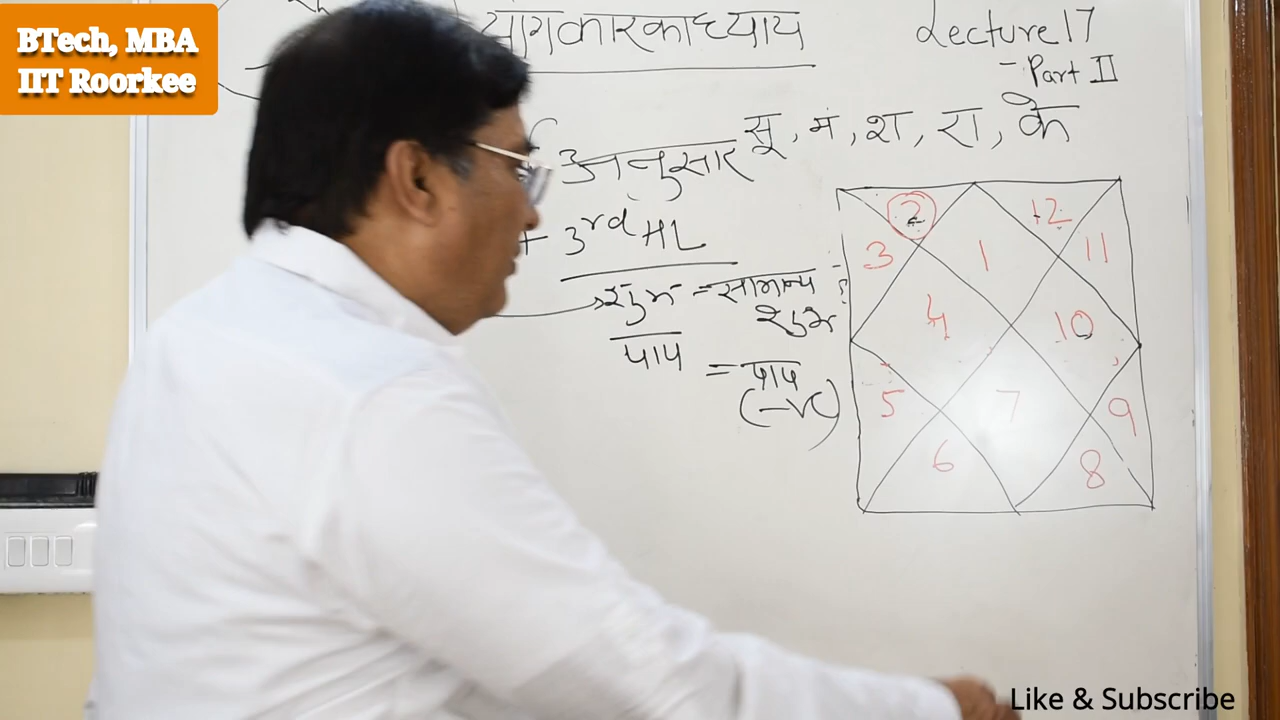 BTech, MBA
IIT Roorkee
योगकारकाध्याय
Lecture 17
- Part II
सू, मं, श, रा, के
अनुसार
+ 3rd HL
शुभ = सामान्य
शुभ
पाप = पाप
(-ve)
2 12
3 1 11
4 10
5 7 9
6 8
Like & Subscribe